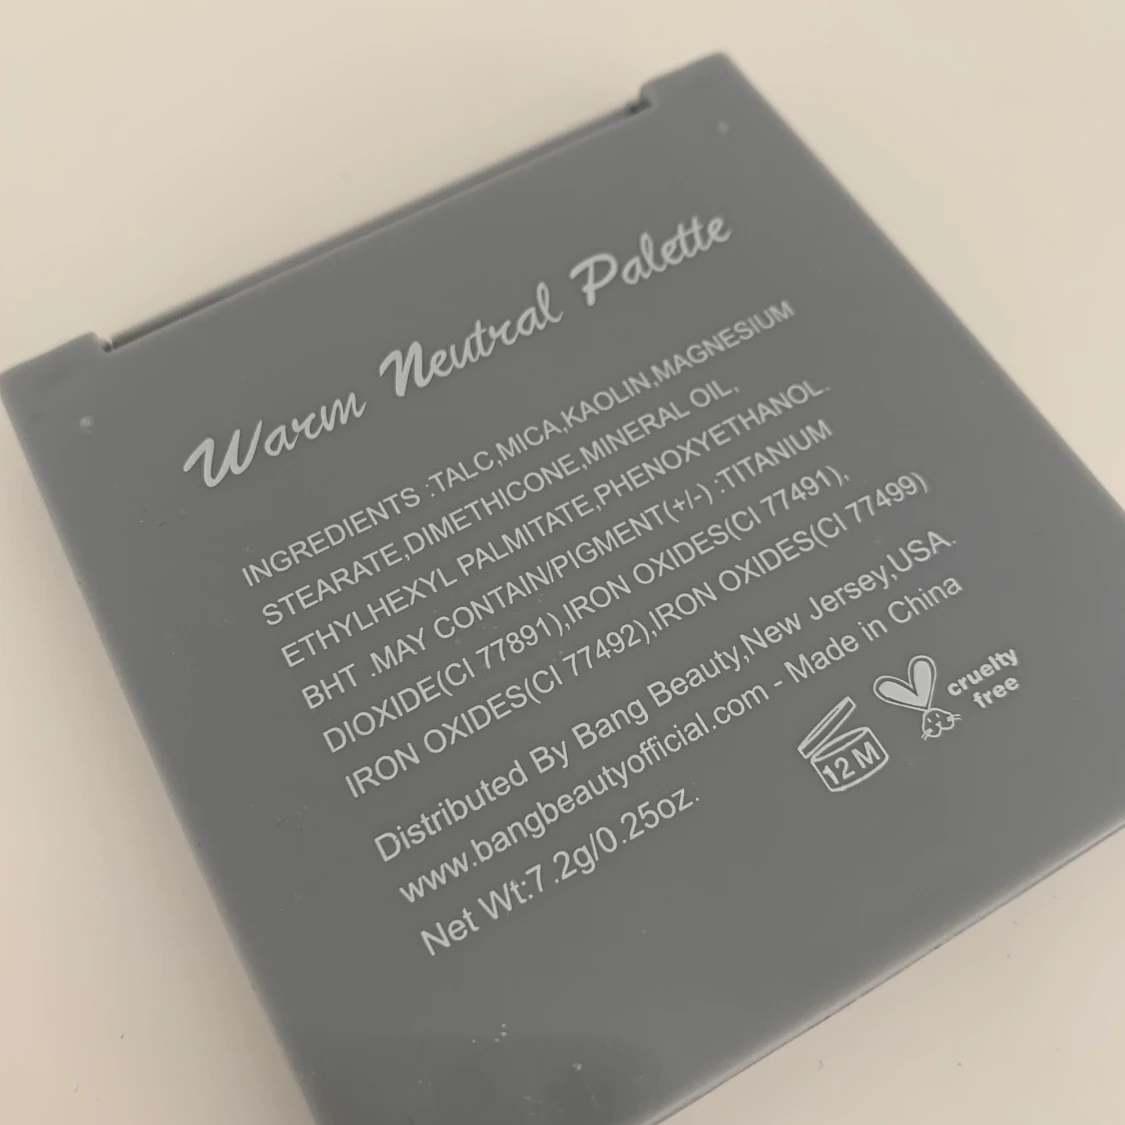 Warm Neutral Palette
INGREDIENTS :TALC,MICA,KAOLIN,MAGNESIUM
STEARATE,DIMETHICONE,MINERAL OIL,
ETHYLHEXYL PALMITATE,PHENOXYETHANOL.
BHT .MAY CONTAIN/PIGMENT(+/-) :TITANIUM
DIOXIDE(CI 77891),IRON OXIDES(CI 77491),
IRON OXIDES(CI 77492),IRON OXIDES(CI 77499)
Distributed By Bang Beauty,New Jersey,USA.
www.bangbeautyofficial.com - Made in China
Net Wt:7.2g/0.25oz.
12 M
cruelty
free